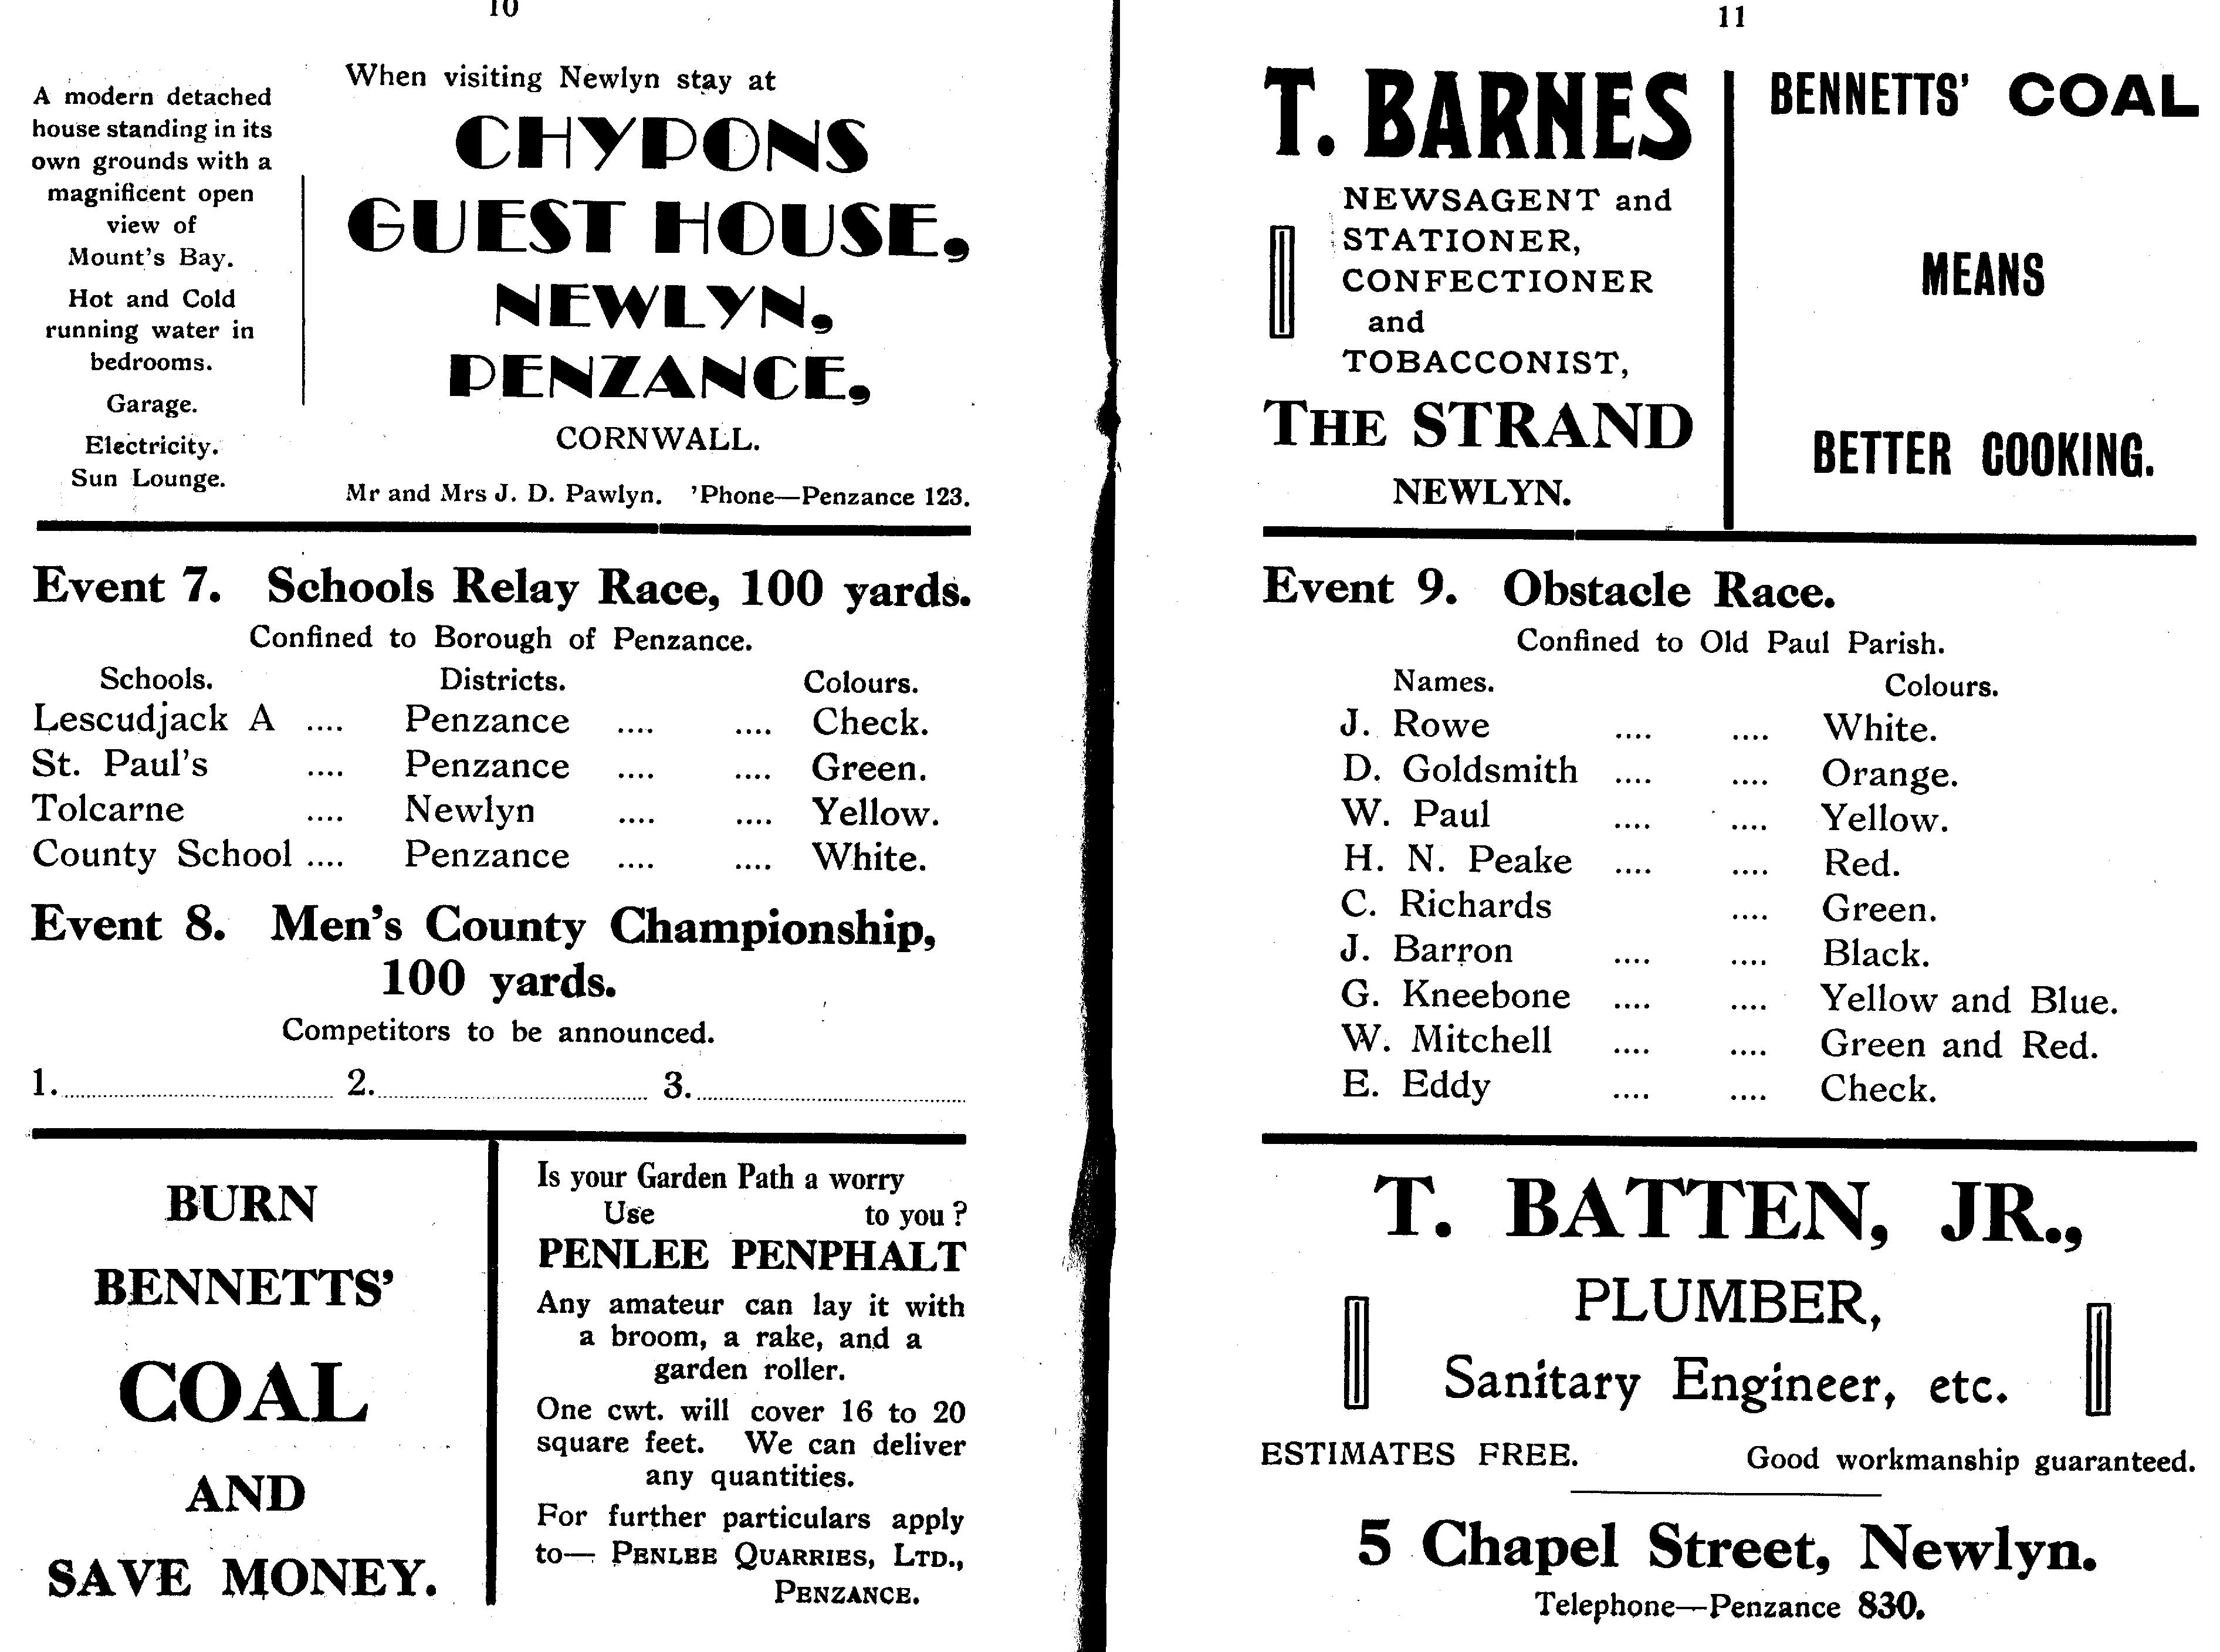 10
A modern detached
house standing in its
own grounds with a
magnificent open
view of
Mount's Bay.
Hot and Cold
running water in
bedrooms.
Garage.
Electricity.
Sun Lounge.
When visiting Newlyn stay at
CHYPONS
GUEST HOUSE,
NEWLYN,
PENZANCE,
CORNWALL.
Mr and Mrs J. D. Pawlyn. 'Phone—Penzance 123.
Event 7. Schools Relay Race, 100 yards.
Confined to Borough of Penzance.
Schools. Districts. Colours.
Lescudjack A .... Penzance .... .... Check.
St. Paul's .... Penzance .... .... Green.
Tolcarne .... Newlyn .... .... Yellow.
County School .... Penzance .... .... White.
Event 8. Men's County Championship,
100 yards.
Competitors to be announced.
1. 2. 3.
BURN
BENNETTS'
COAL
AND
SAVE MONEY.
Is your Garden Path a worry
Use to you ?
PENLEE PENPHALT
Any amateur can lay it with
a broom, a rake, and a
garden roller.
One cwt. will cover 16 to 20
square feet. We can deliver
any quantities.
For further particulars apply
to— PENLEE QUARRIES, LTD.,
PENZANCE.
11
T. BARNES
NEWSAGENT and
STATIONER,
CONFECTIONER
and
TOBACCONIST,
THE STRAND
NEWLYN.
BENNETTS' COAL
MEANS
BETTER COOKING.
Event 9. Obstacle Race.
Confined to Old Paul Parish.
Names. Colours.
J. Rowe .... .... White.
D. Goldsmith .... .... Orange.
W. Paul .... .... Yellow.
H. N. Peake .... .... Red.
C. Richards .... Green.
J. Barron .... .... Black.
G. Kneebone .... .... Yellow and Blue.
W. Mitchell .... .... Green and Red.
E. Eddy .... .... Check.
T. BATTEN, JR.,
PLUMBER,
Sanitary Engineer, etc.
ESTIMATES FREE. Good workmanship guaranteed.
5 Chapel Street, Newlyn.
Telephone—Penzance 830.